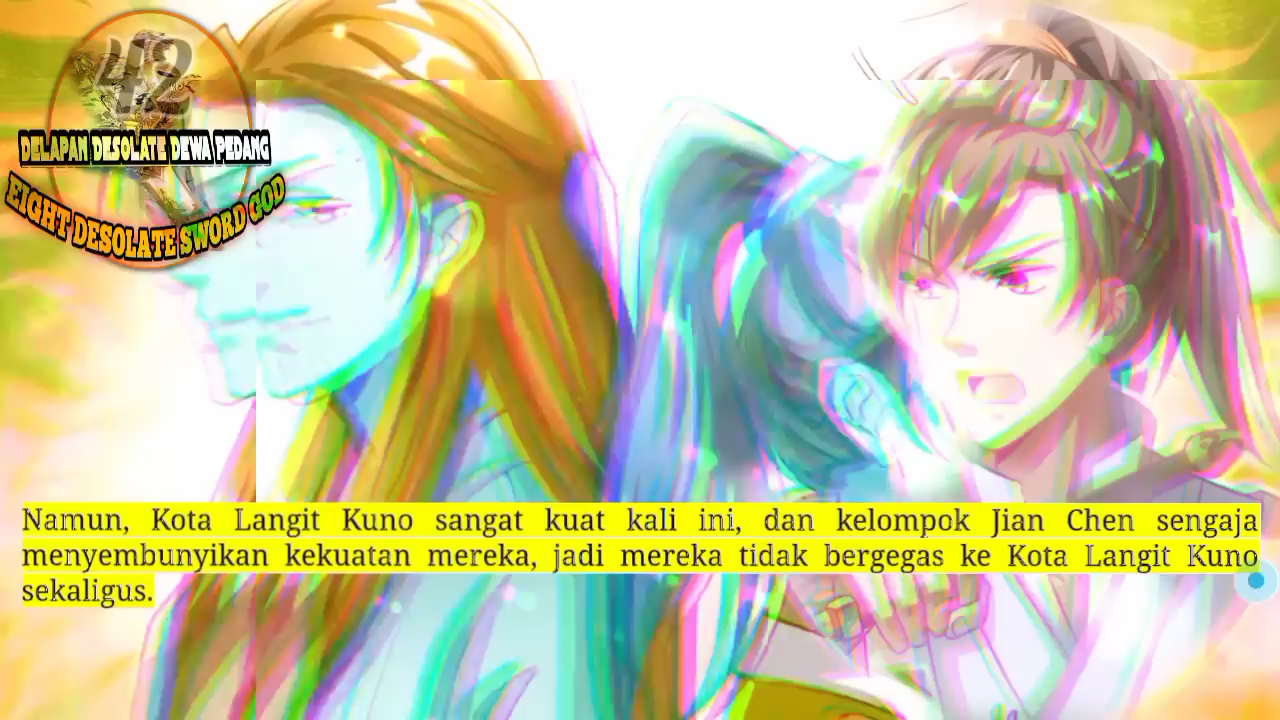 42
DELAPAN DESOLATE DEWA PEDANG
EIGHT DESOLATE SWORD GOD
Namun, Kota Langit Kuno sangat kuat kali ini, dan kelompok Jian Chen sengaja
menyembunyikan kekuatan mereka, jadi mereka tidak bergegas ke Kota Langit Kuno
sekaligus.